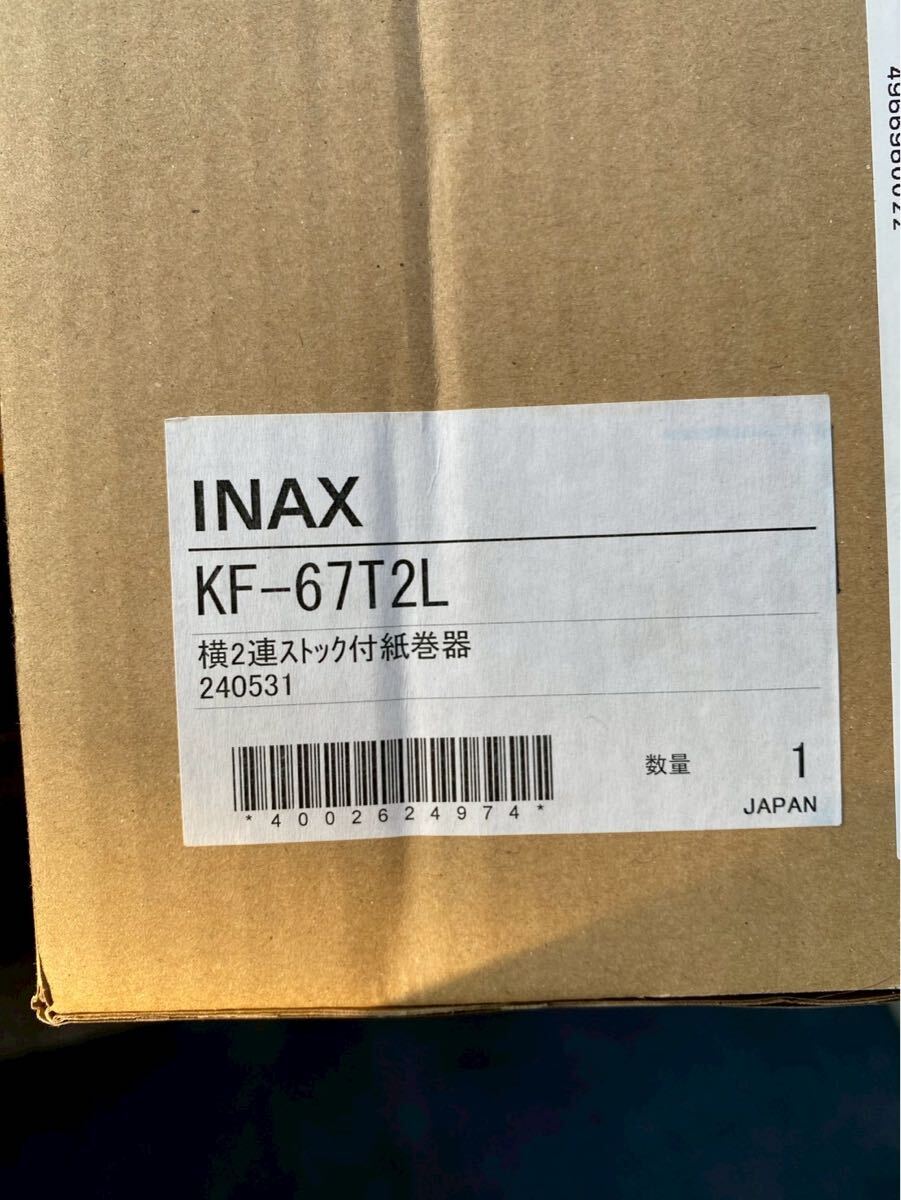 INAX
KF-67T2L
横2連ストック付紙巻器
240531
*4002624974*
数量 1
JAPAN